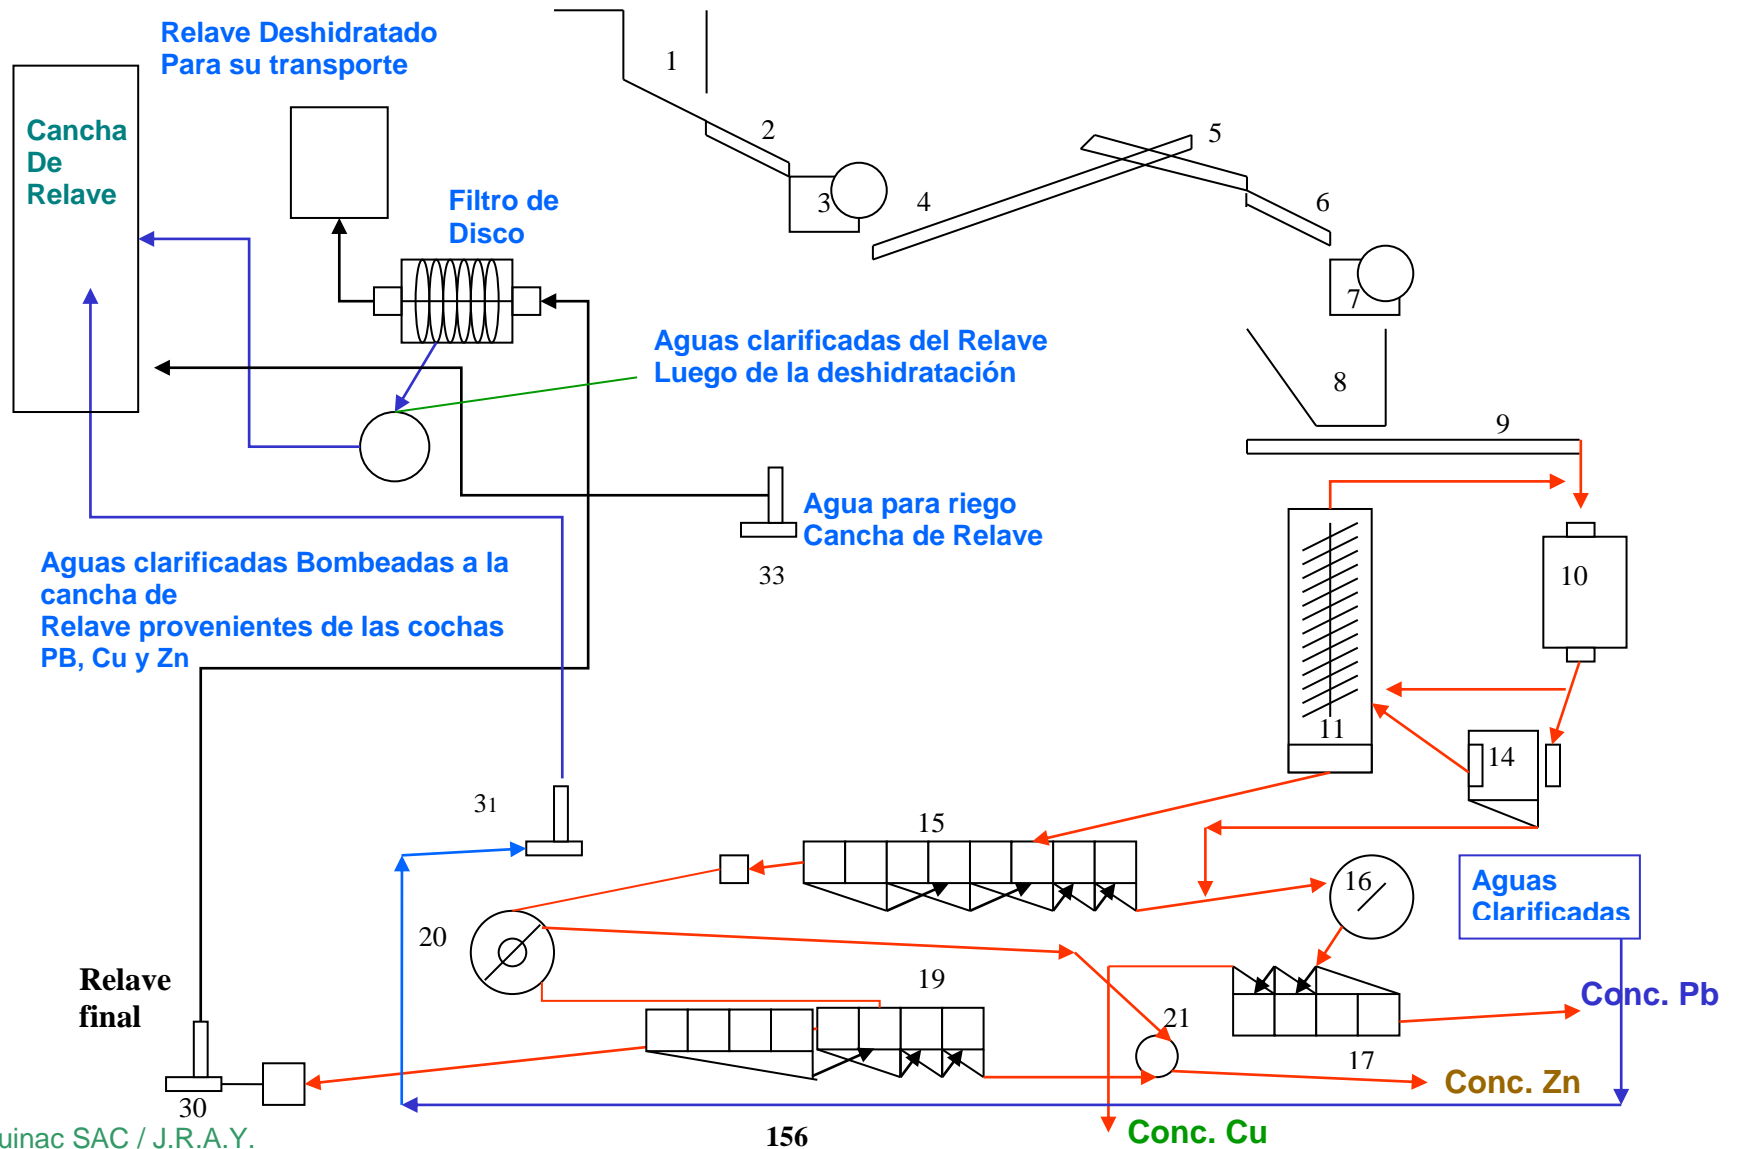 Relave Deshidratado
Para su transporte
1
Cancha
De
Relave
2
5
3
4
6
Filtro de
Disco
7
Aguas clarificadas del Relave
Luego de la deshidratación
8
9
Agua para riego
Cancha de Relave
33
10
Aguas clarificadas Bombeadas a la
cancha de
Relave provenientes de las cochas
PB, Cu y Zn
11
14
31
15
16
Aguas
Clarificadas
20
19
Relave
final
Conc. Pb
21
17
Conc. Zn
30
uinac SAC / J.R.A.Y.
156
Conc. Cu